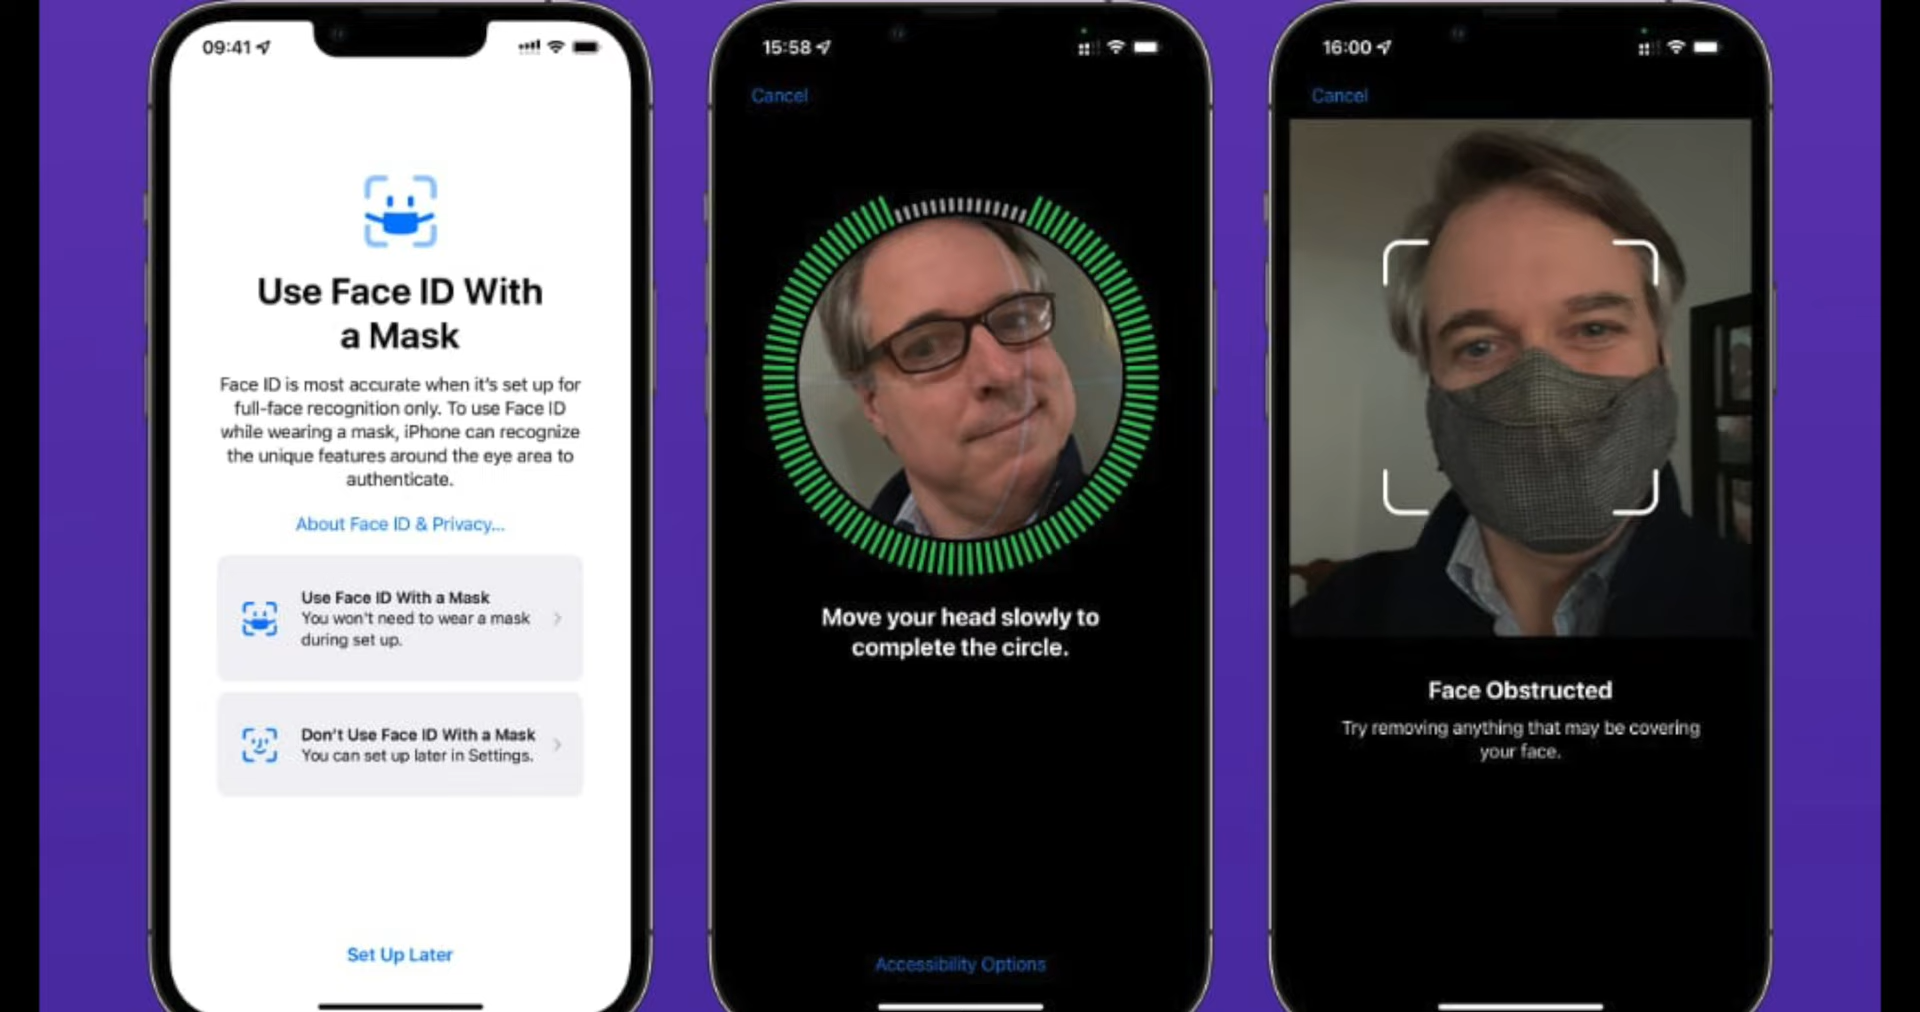 09:41
Use Face ID With
a Mask
Face ID is most accurate when it's set up for
full-face recognition only. To use Face ID
while wearing a mask, iPhone can recognize
the unique features around the eye area to
authenticate.
About Face ID & Privacy...
Use Face ID With a Mask
You won't need to wear a mask
during set up.
Don't Use Face ID With a Mask
You can set up later in Settings.
Set Up Later
15:58
Cancel
Move your head slowly to
complete the circle.
Accessibility Options
16:00
Cancel
Face Obstructed
Try removing anything that may be covering
your face.